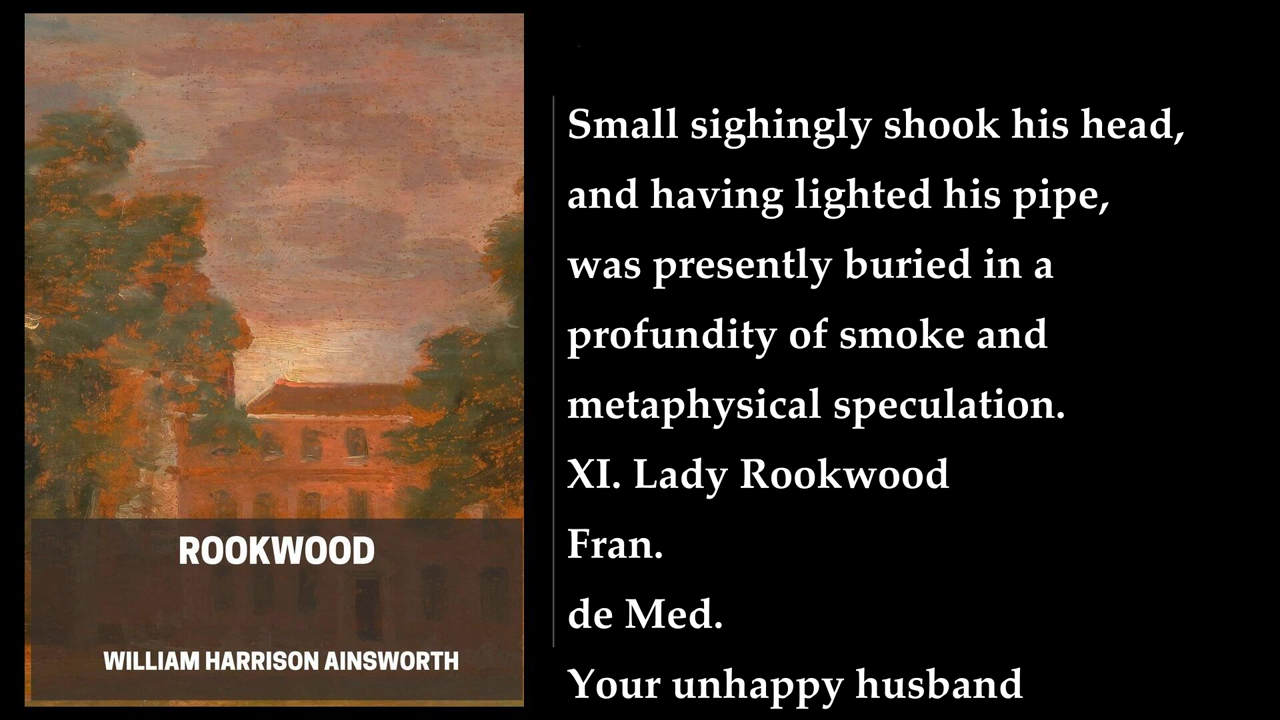 ROOKWOOD
WILLIAM HARRISON AINSWORTH
Small sighingly shook his head,
and having lighted his pipe,
was presently buried in a
profundity of smoke and
metaphysical speculation.
XI. Lady Rookwood
Fran.
de Med.
Your unhappy husband